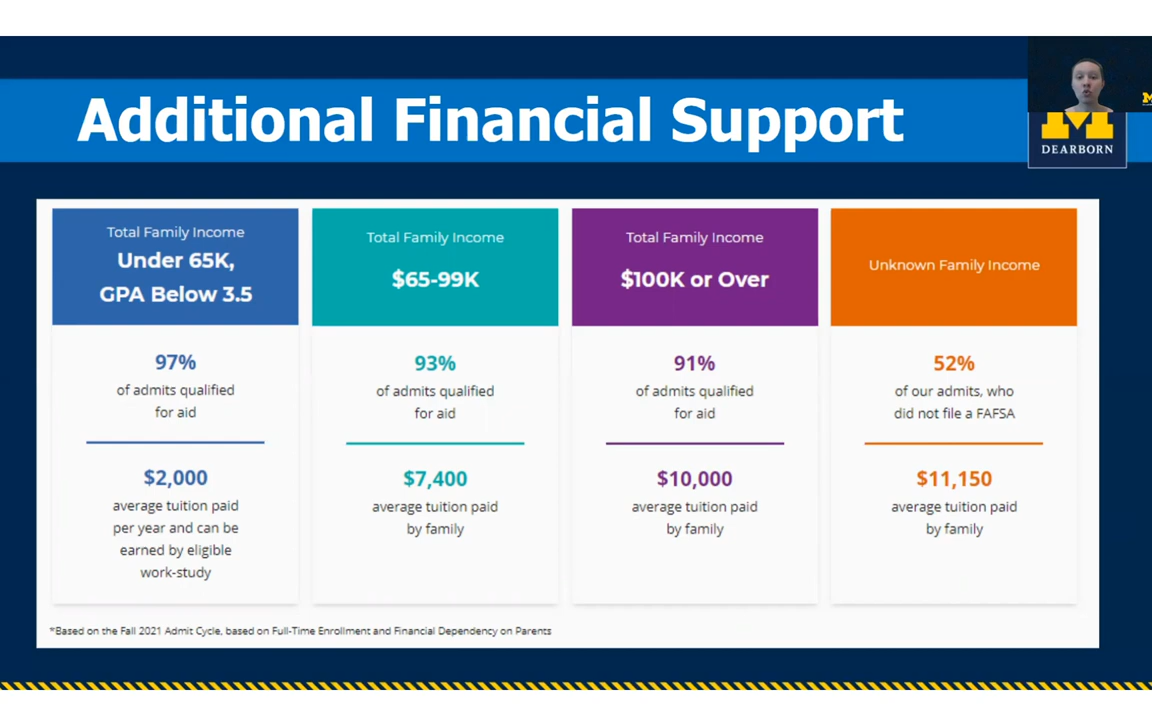 Additional Financial Support
M
DEARBORN
Total Family Income
Under 65K,
GPA Below 3.5
97%
of admits qualified
for aid
$2,000
average tuition paid
per year and can be
earned by eligible
work-study
Total Family Income
$65-99K
93%
of admits qualified
for aid
$7,400
average tuition paid
by family
Total Family Income
$100K or Over
91%
of admits qualified
for aid
$10,000
average tuition paid
by family
Unknown Family Income
52%
of our admits, who
did not file a FAFSA
$11,150
average tuition paid
by family
*Based on the Fall 2021 Admit Cycle, based on Full-Time Enrollment and Financial Dependency on Parents